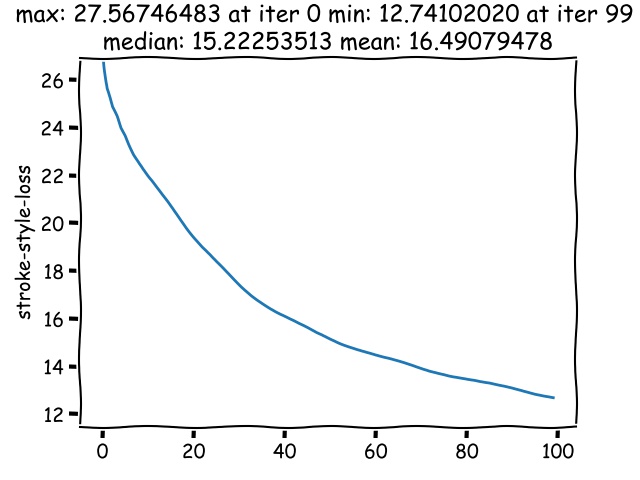 max: 27.56746483 at iter 0 min: 12.74102020 at iter 99
median: 15.22253513 mean: 16.49079478
stroke-style-loss
26
24
22
20
18
16
14
12
0 20 40 60 80 100